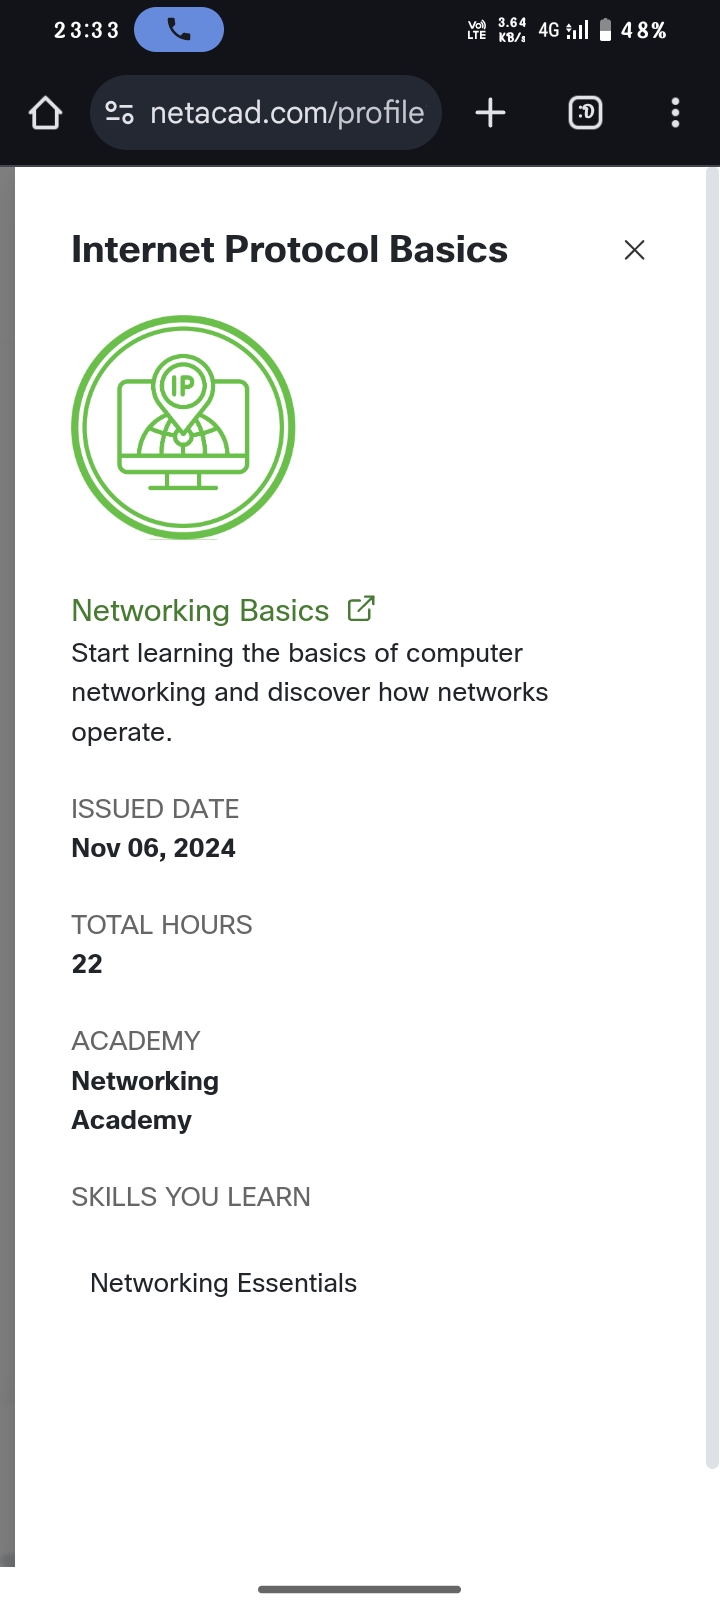 23:33
Vo) LTE 3.64 KB/s 4G 48%
netacad.com/profile
:D
Internet Protocol Basics
IP
Networking Basics
Start learning the basics of computer
networking and discover how networks
operate.
ISSUED DATE
Nov 06, 2024
TOTAL HOURS
22
ACADEMY
Networking
Academy
SKILLS YOU LEARN
Networking Essentials